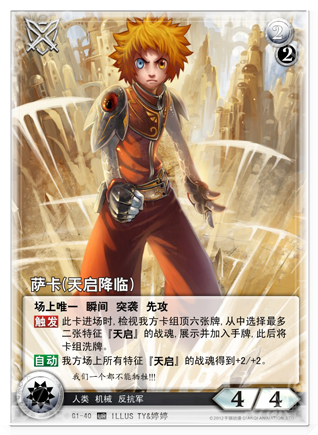 2
2
萨卡(天启降临)
场上唯一 瞬间 突袭 先攻
触发 此卡进场时,检视我方卡组顶六张牌,从中选择最多
二张特征『天启』的战魂,展示并加入手牌,此后将
卡组洗牌。
自动 我方场上所有特征『天启』的战魂得到+2/+2。
我们一个都不能牺牲!!!
人类 机械 反抗军
4 / 4
G1-40 ILLUS TY&婷婷